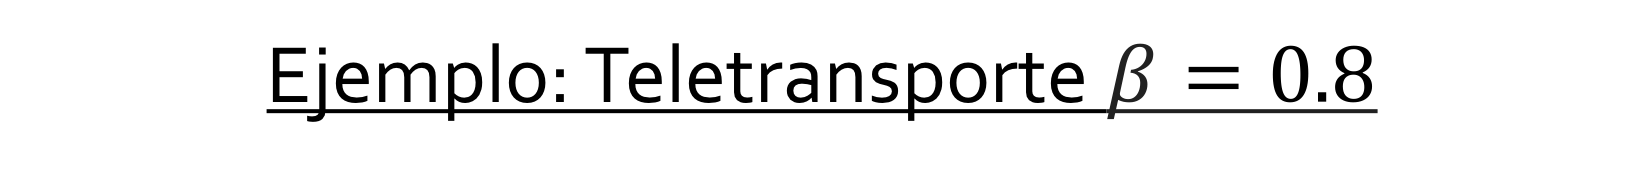 Ejemplo: Teletransporte 𝛽 = 0.8